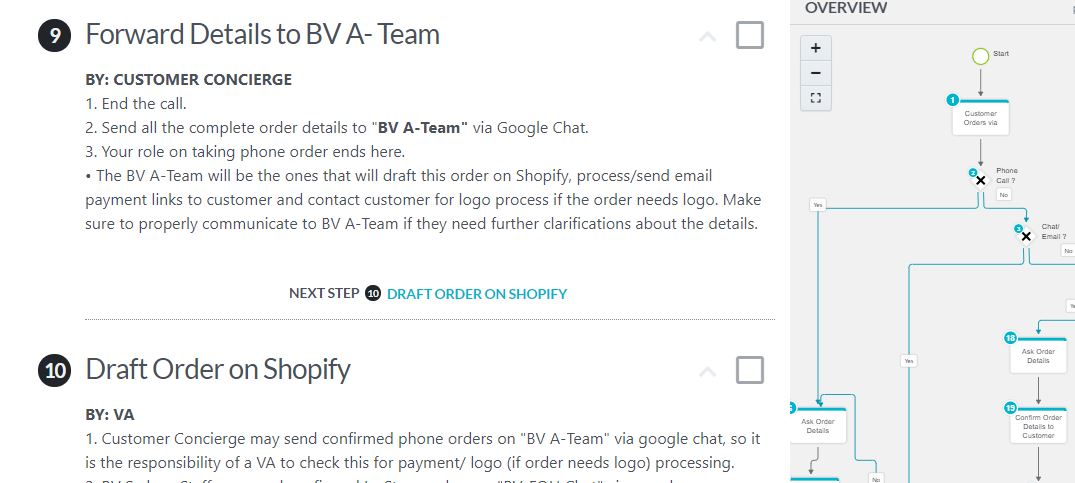 9 Forward Details to BV A- Team
BY: CUSTOMER CONCIERGE
1. End the call.
2. Send all the complete order details to "BV A-Team" via Google Chat.
3. Your role on taking phone order ends here.
• The BV A-Team will be the ones that will draft this order on Shopify, process/send email
payment links to customer and contact customer for logo process if the order needs logo. Make
sure to properly communicate to BV A-Team if they need further clarifications about the details.
NEXT STEP 10 DRAFT ORDER ON SHOPIFY
10 Draft Order on Shopify
BY: VA
1. Customer Concierge may send confirmed phone orders on "BV A-Team" via google chat, so it
is the responsibility of a VA to check this for payment/ logo (if order needs logo) processing.
OVERVIEW
+
−
Start
1
Customer
Orders via
2
Phone
Call ?
No
Yes
3
Chat/
Email ?
No
Yes
18
Ask Order
Details
19
Confirm Order
Details to
Customer
Ask Order
Details
No